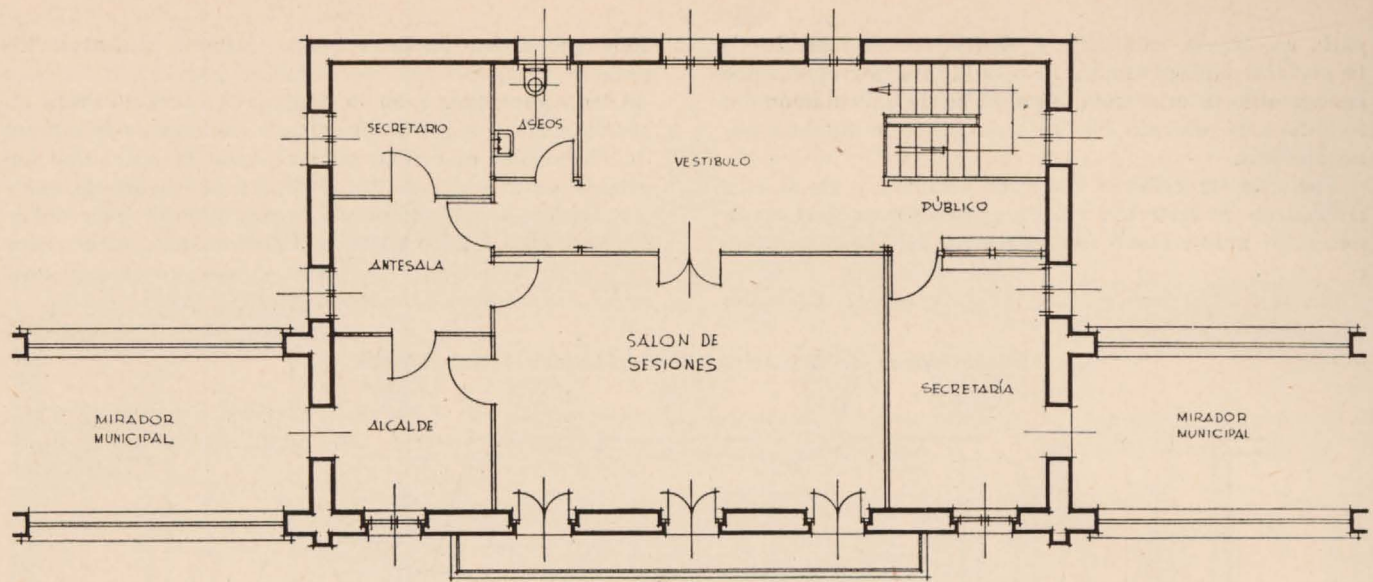 SECRETARIO
ASEOS
VESTIBULO
PÚBLICO
ANTESALA
SALON DE
SESIONES
SECRETARÍA
ALCALDE
MIRADOR
MUNICIPAL
MIRADOR
MUNICIPAL